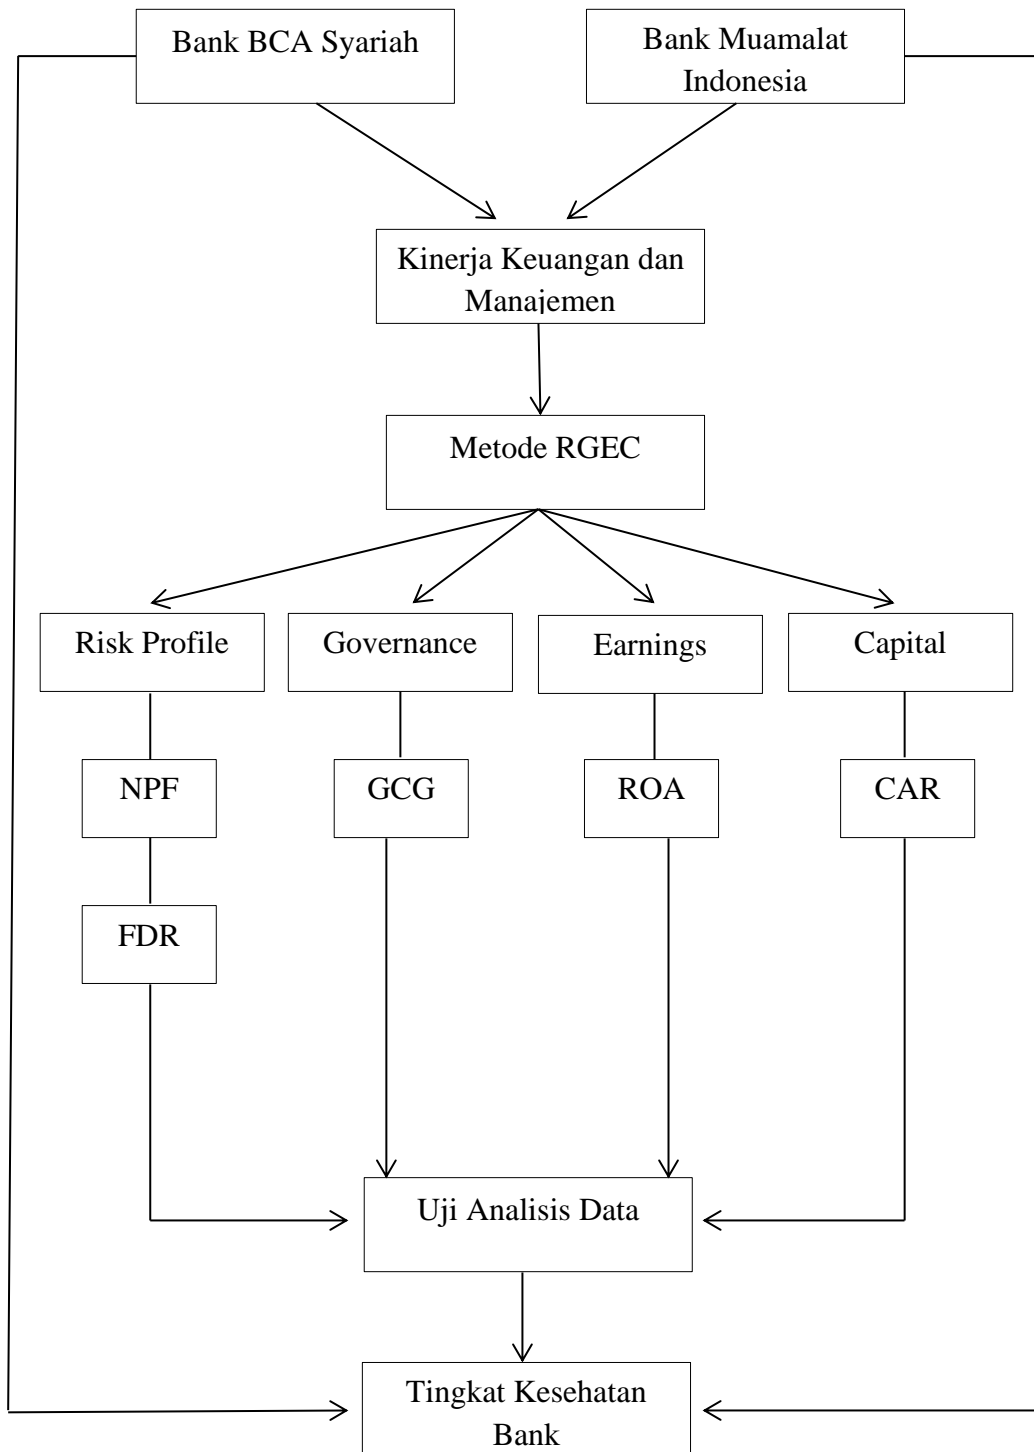 Bank BCA Syariah
Bank Muamalat
Indonesia
Kinerja Keuangan dan
Manajemen
Metode RGEC
Risk Profile
Governance
Earnings
Capital
NPF
GCG
ROA
CAR
FDR
Uji Analisis Data
Tingkat Kesehatan
Bank